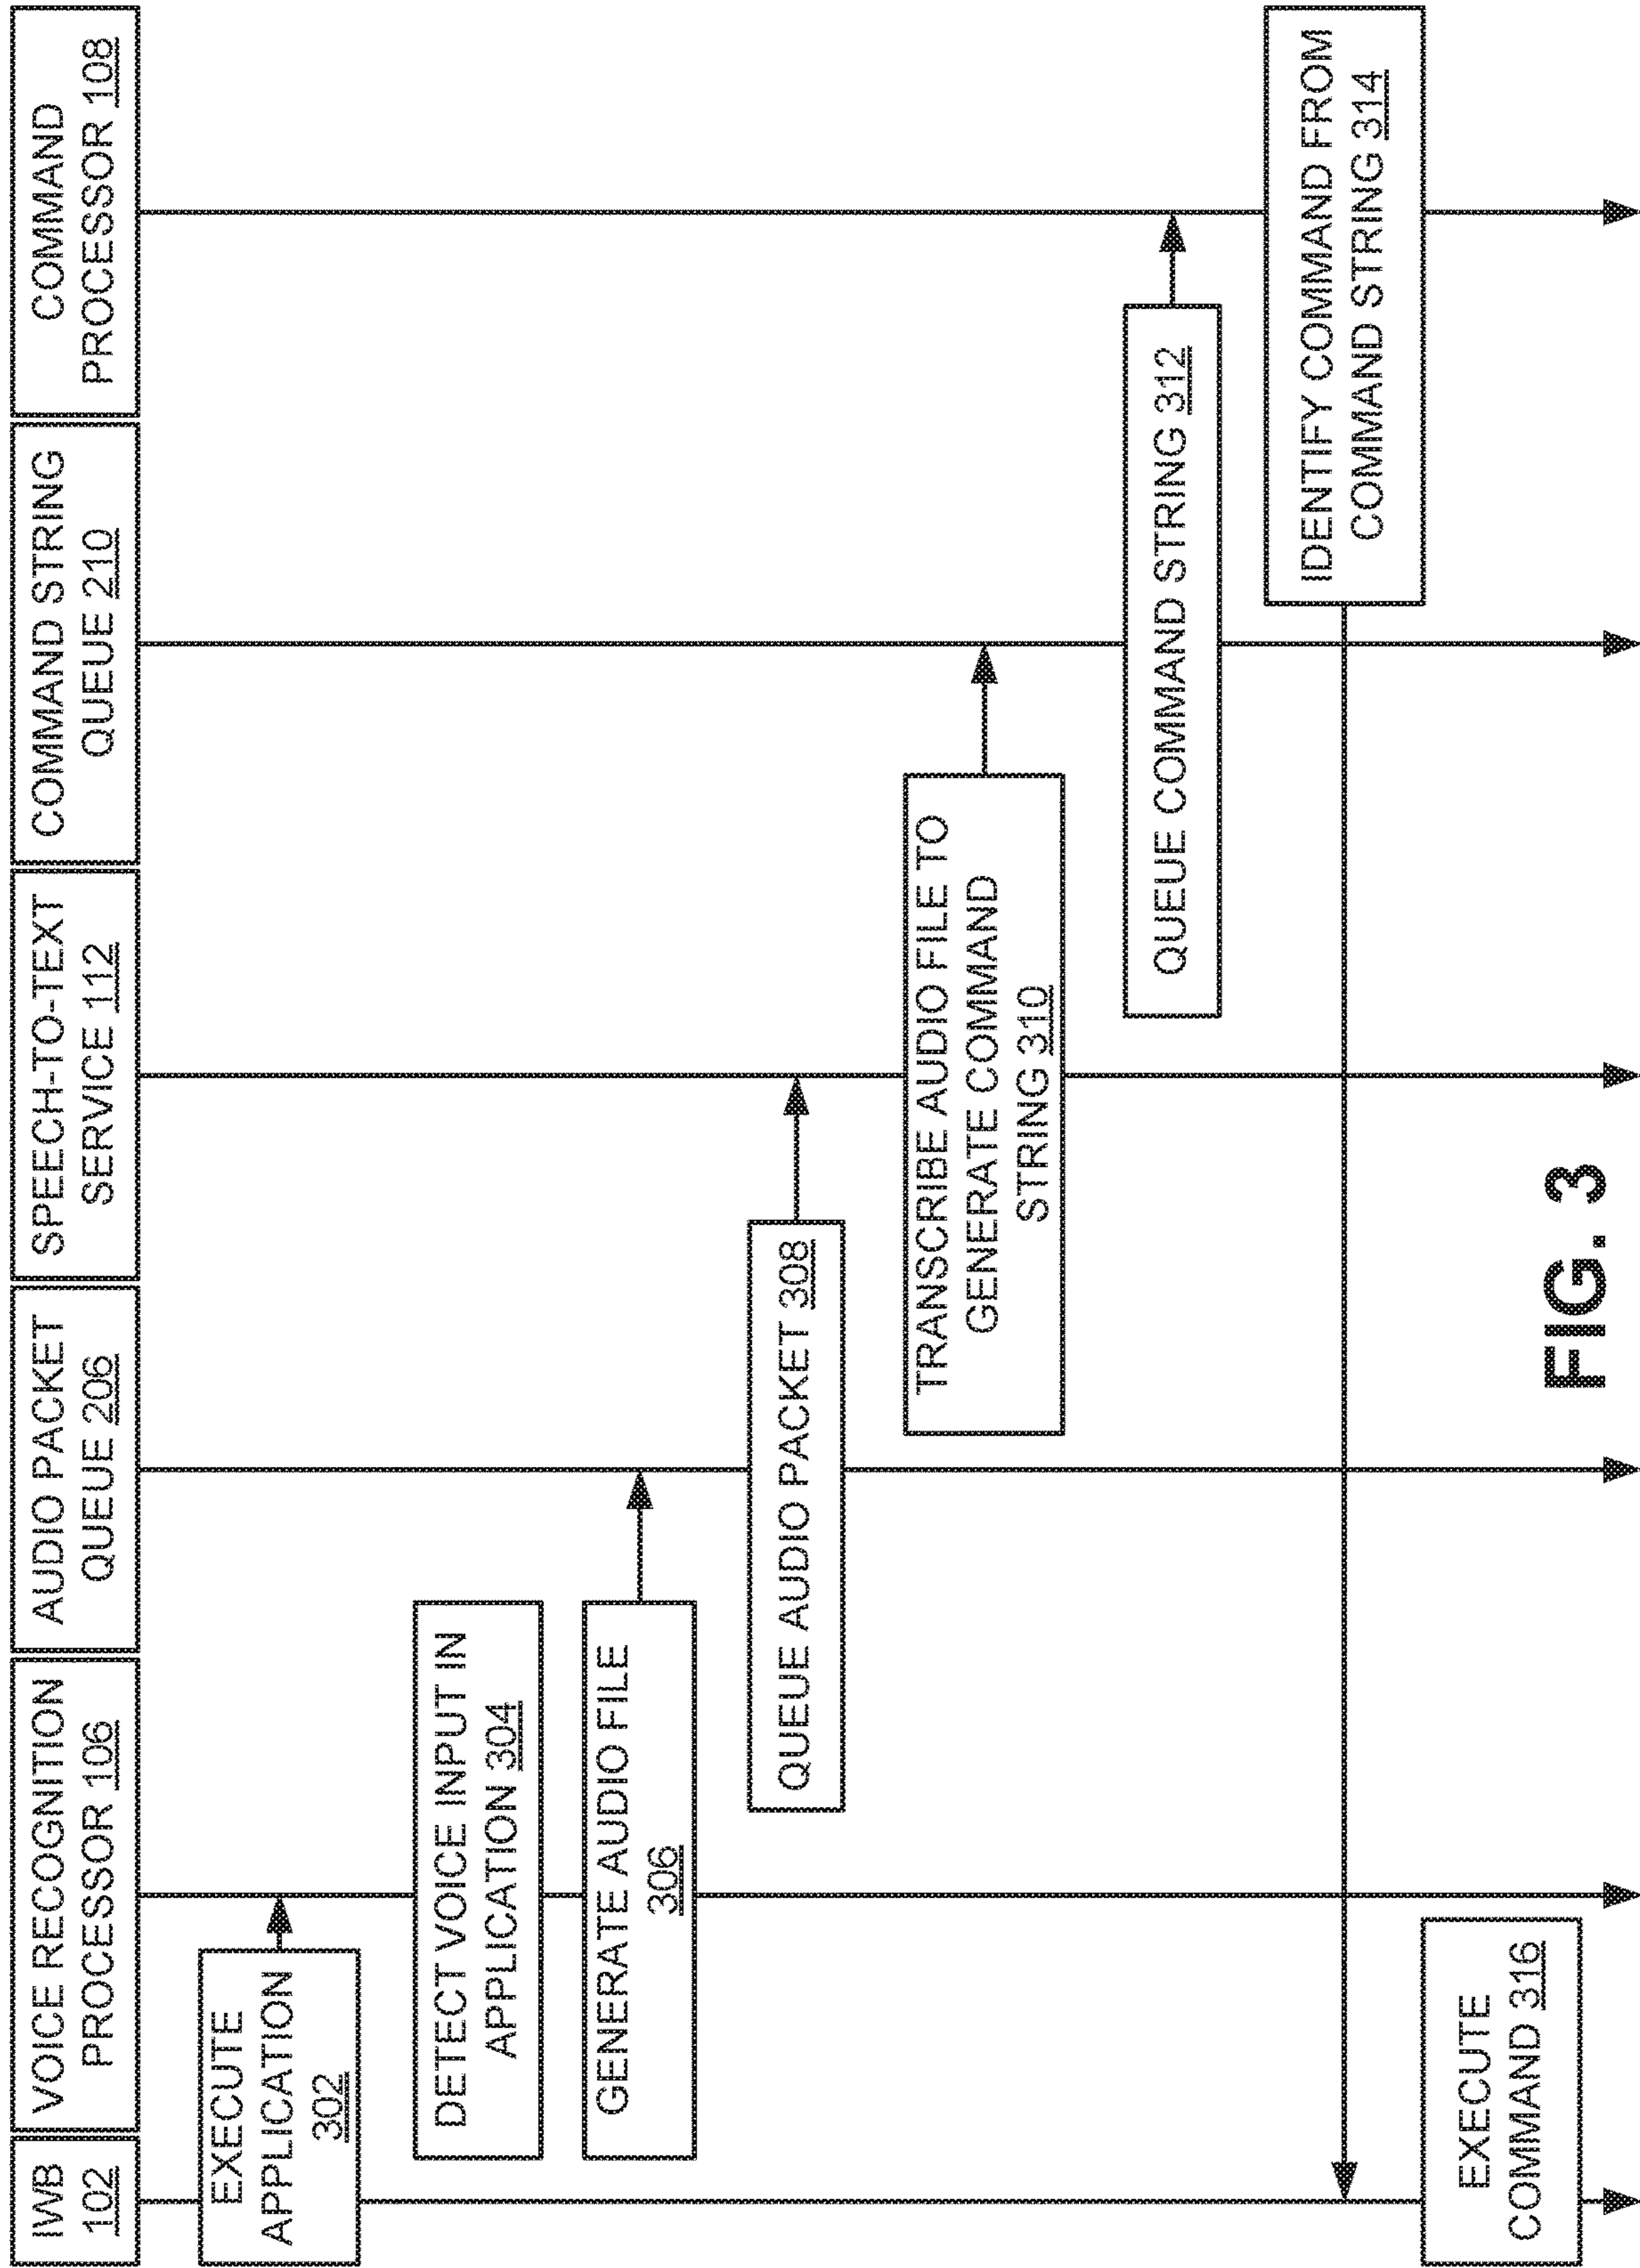 IWB
102
VOICE RECOGNITION
PROCESSOR 106
AUDIO PACKET
QUEUE 206
SPEECH-TO-TEXT
SERVICE 112
COMMAND STRING
QUEUE 210
COMMAND
PROCESSOR 108
EXECUTE
APPLICATION
302
DETECT VOICE INPUT IN
APPLICATION 304
GENERATE AUDIO FILE
306
QUEUE AUDIO PACKET 308
TRANSCRIBE AUDIO FILE TO
GENERATE COMMAND
STRING 310
QUEUE COMMAND STRING 312
IDENTIFY COMMAND FROM
COMMAND STRING 314
EXECUTE
COMMAND 316
FIG. 3